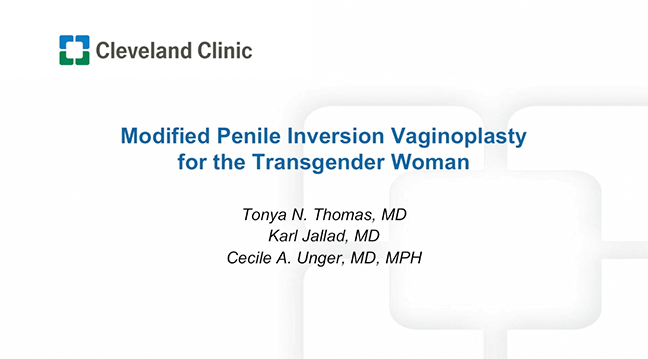 Cleveland Clinic
Modified Penile Inversion Vaginoplasty
for the Transgender Woman
Tonya N. Thomas, MD
Karl Jallad, MD
Cecile A. Unger, MD, MPH